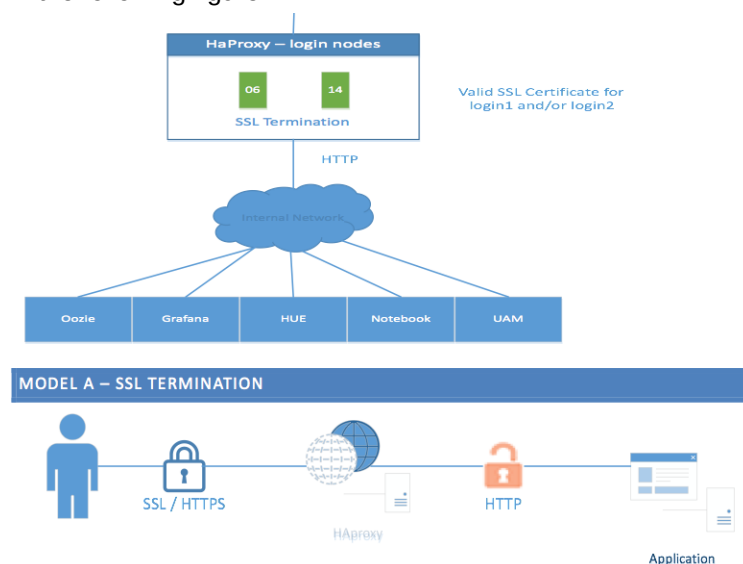 HaProxy – login nodes
06
14
SSL Termination
Valid SSL Certificate for
login1 and/or login2
HTTP
Internal Network
Oozie
Grafana
HUE
Notebook
UAM
MODEL A – SSL TERMINATION
SSL / HTTPS
HAproxy
HTTP
Application